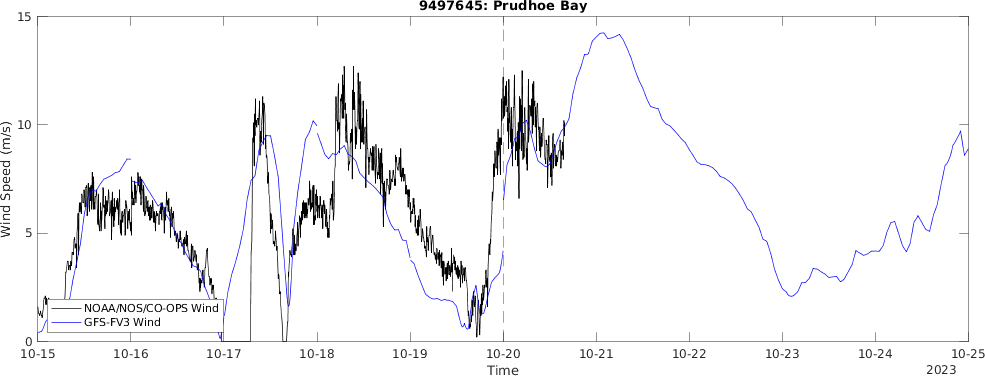 9497645: Prudhoe Bay
15
10
5
0
Wind Speed (m/s)
NOAA/NOS/CO-OPS Wind
GFS-FV3 Wind
10-15 10-16 10-17 10-18 10-19 10-20 10-21 10-22 10-23 10-24 10-25
Time
2023